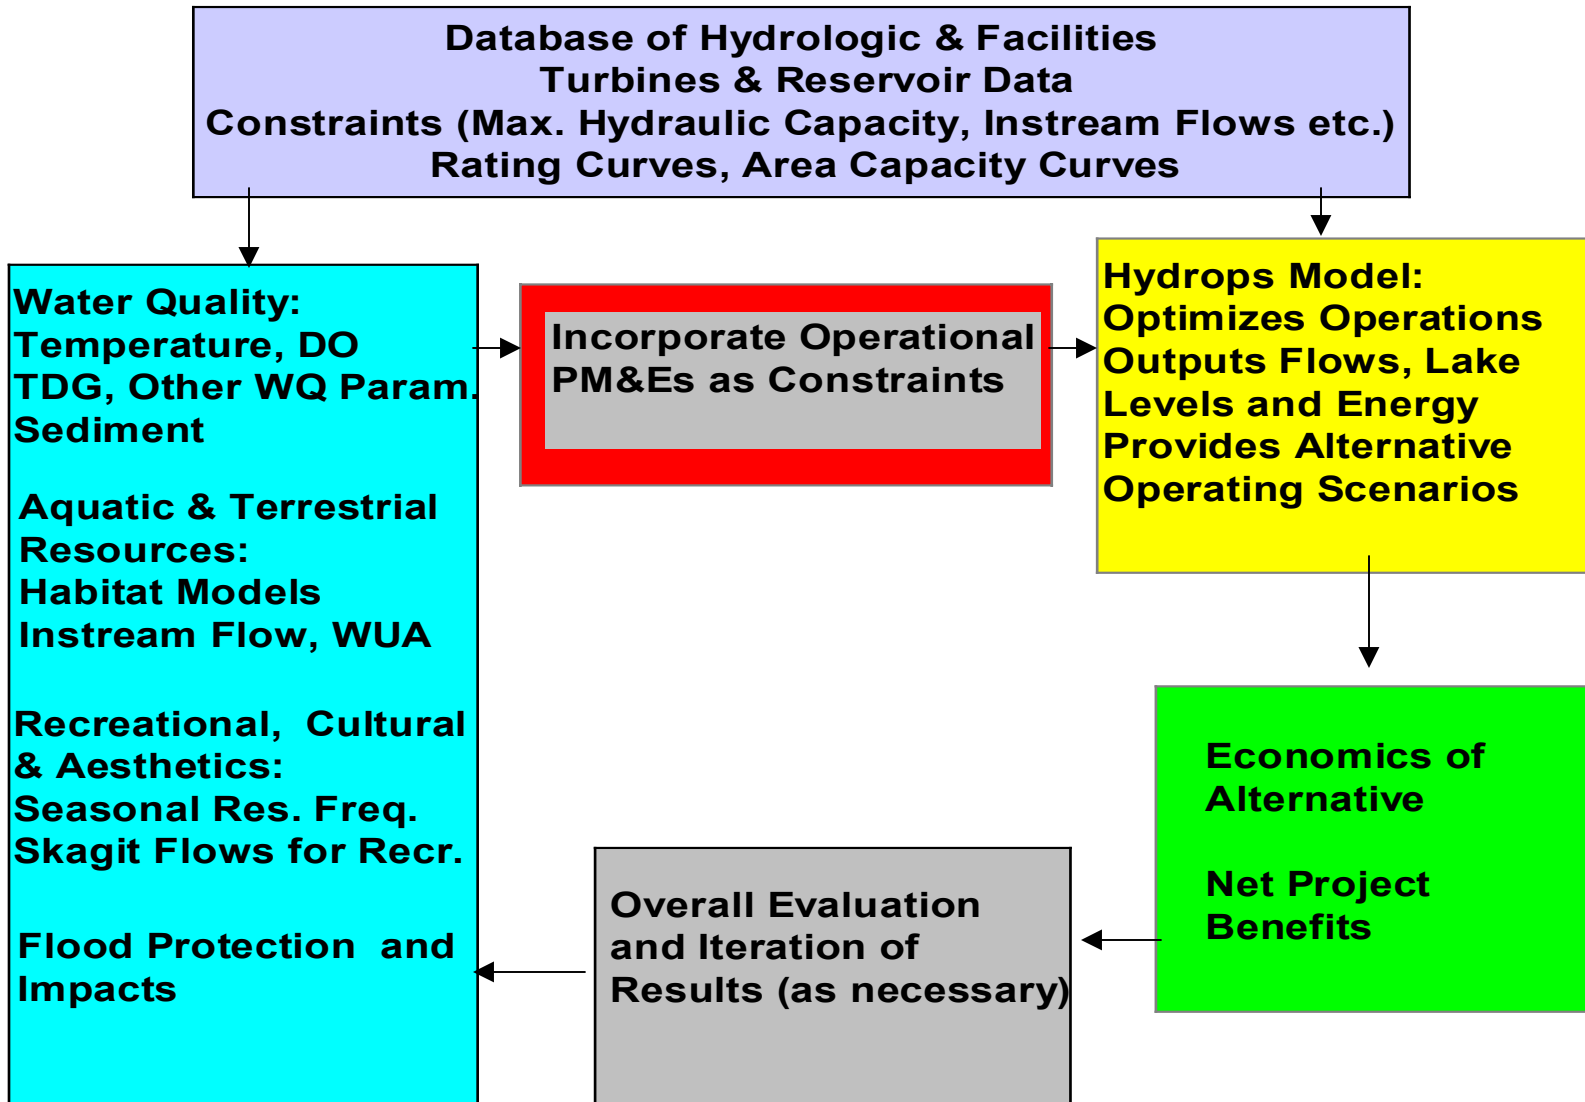 Database of Hydrologic & Facilities
Turbines & Reservoir Data
Constraints (Max. Hydraulic Capacity, Instream Flows etc.)
Rating Curves, Area Capacity Curves
Water Quality:
Temperature, DO
TDG, Other WQ Param.
Sediment
Aquatic & Terrestrial
Resources:
Habitat Models
Instream Flow, WUA
Recreational, Cultural
& Aesthetics:
Seasonal Res. Freq.
Skagit Flows for Recr.
Flood Protection and
Impacts
Incorporate Operational
PM&Es as Constraints
Hydrops Model:
Optimizes Operations
Outputs Flows, Lake
Levels and Energy
Provides Alternative
Operating Scenarios
Economics of
Alternative
Net Project
Benefits
Overall Evaluation
and Iteration of
Results (as necessary)